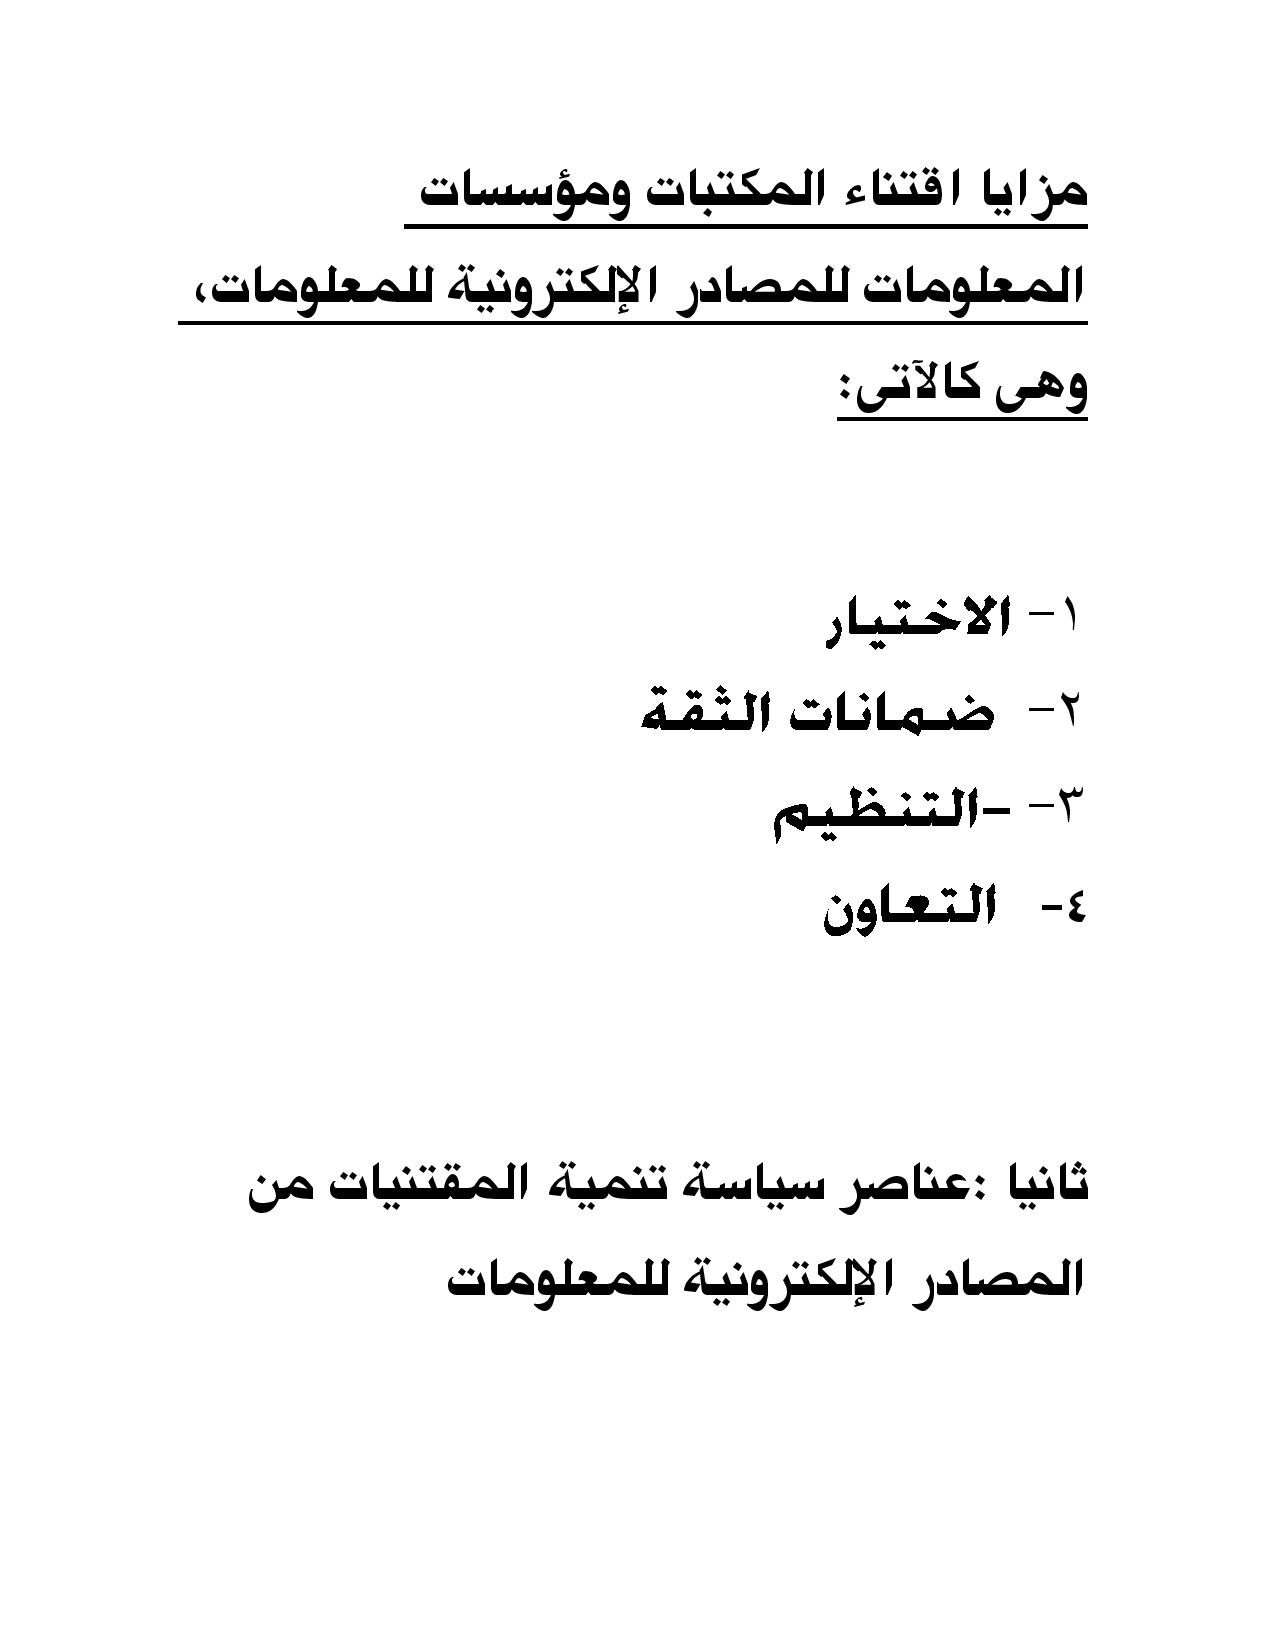 مزايا اقتناء المكتبات ومؤسسات
المعلومات للمصادر الإلكترونية للمعلومات،
وهى كالآتى:
١- الاختيار
٢- ضمانات الثقة
٣- -التنظيم
٤- التعاون
ثانيا :عناصر سياسة تنمية المقتنيات من
المصادر الإلكترونية للمعلومات